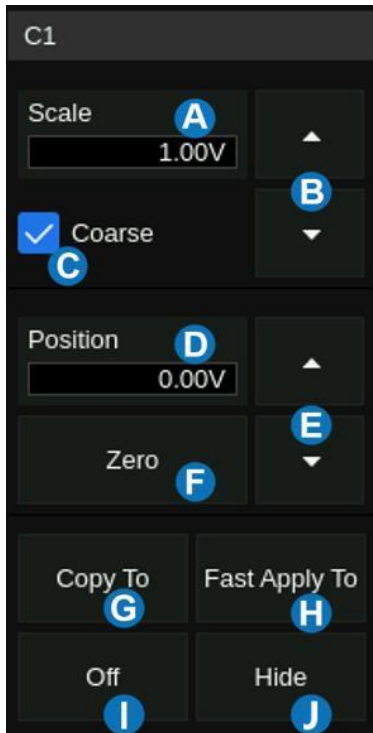 C1
Scale A
1.00V
B
Coarse
C
Position D
0.00V
E
Zero
F
Copy To Fast Apply To
G H
Off Hide
I J